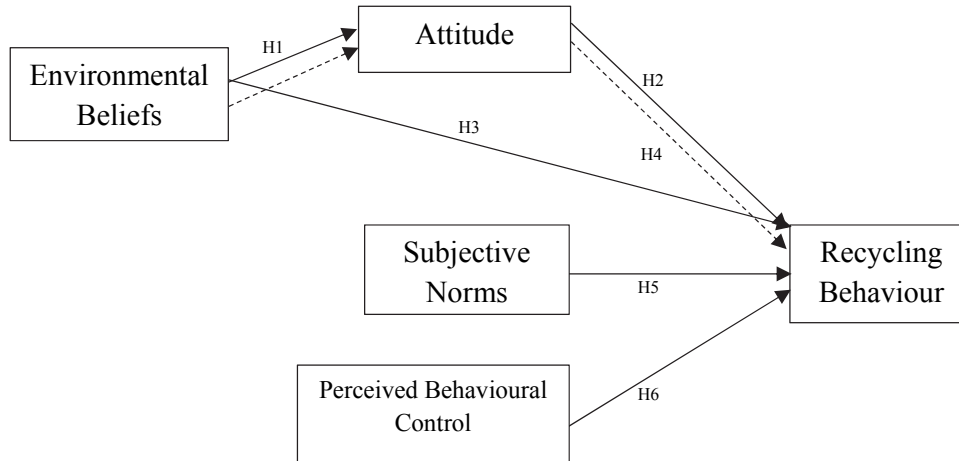 Attitude
H1
Environmental
Beliefs
H2
H3
H4
Subjective
Norms
Recycling
Behaviour
H5
Perceived Behavioural
Control
H6